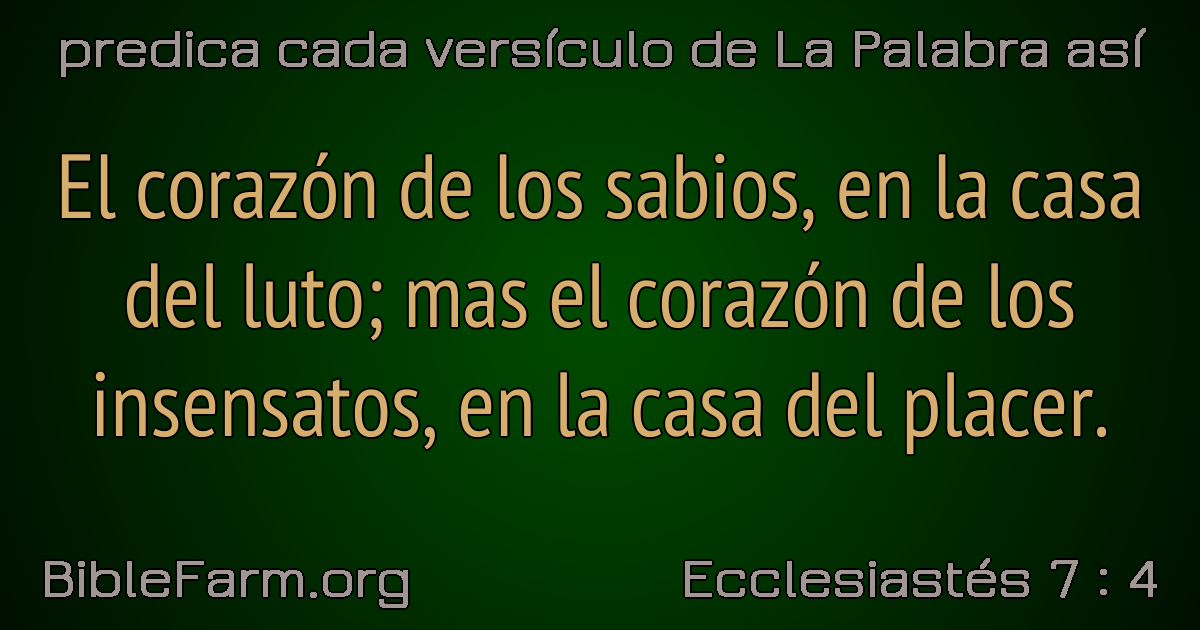 predica cada versículo de La Palabra así
El corazón de los sabios, en la casa
del luto; mas el corazón de los
insensatos, en la casa del placer.
BibleFarm.org
Ecclesiastés 7 : 4